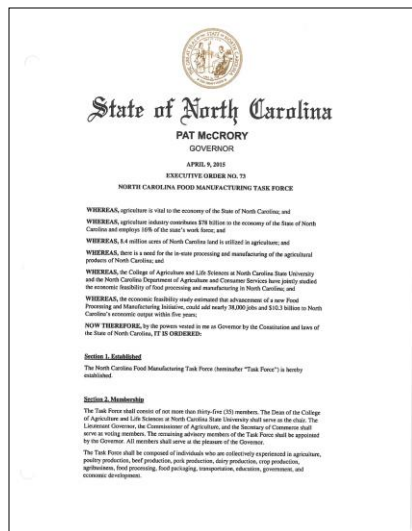 State of North Carolina
PAT McCRORY
GOVERNOR
APRIL 9, 2015
EXECUTIVE ORDER NO. 73
NORTH CAROLINA FOOD MANUFACTURING TASK FORCE
WHEREAS, agriculture is vital to the economy of the State of North Carolina; and
WHEREAS, agriculture industry contributes $78 billion to the economy of the State of North
Carolina and employs 16% of the state's work force; and
WHEREAS, 8.4 million acres of North Carolina land is utilized in agriculture; and
WHEREAS, there is a need for the in-state processing and manufacturing of the agricultural
products of North Carolina; and
WHEREAS, the College of Agriculture and Life Sciences at North Carolina State University
and the North Carolina Department of Agriculture and Consumer Services have jointly studied
the economic feasibility of food processing and manufacturing in North Carolina; and
WHEREAS, the economic feasibility study estimated that advancement of a new Food
Processing and Manufacturing Initiative, could add nearly 38,000 jobs and $10.3 billion to North
Carolina's economic output within five years;
NOW THEREFORE, by the powers vested in me as Governor by the Constitution and laws of
the State of North Carolina, IT IS ORDERED:
Section 1. Established
The North Carolina Food Manufacturing Task Force (hereinafter "Task Force") is hereby
established.
Section 2. Membership
The Task Force shall consist of not more than thirty-five (35) members. The Dean of the College
of Agriculture and Life Sciences at North Carolina State University shall serve as the chair. The
Lieutenant Governor, the Commissioner of Agriculture, and the Secretary of Commerce shall
serve as voting members. The remaining advisory members of the Task Force shall be appointed
by the Governor. All members shall serve at the pleasure of the Governor.
The Task Force shall be composed of individuals who are collectively experienced in agriculture,
poultry production, beef production, pork production, dairy production, crop production,
agribusiness, food processing, food packaging, transportation, education, government, and
economic development.